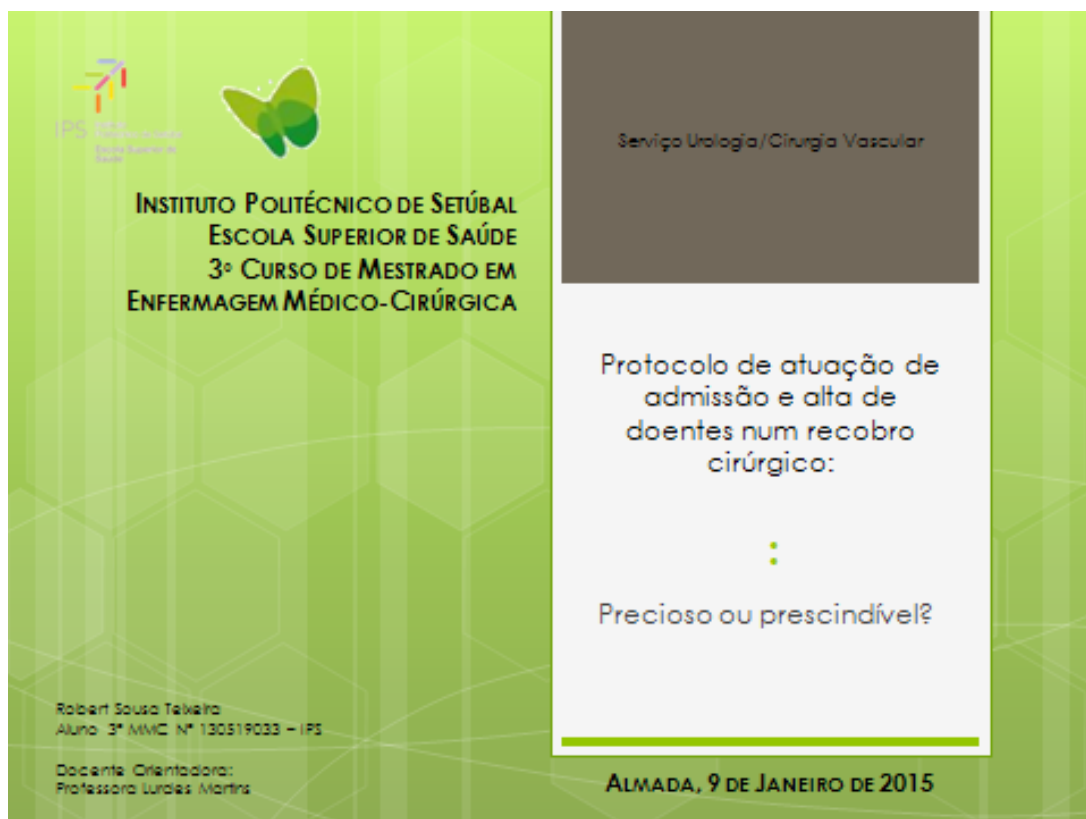 IPS
INSTITUTO POLITÉCNICO DE SETÚBAL
ESCOLA SUPERIOR DE SAÚDE
3º CURSO DE MESTRADO EM
ENFERMAGEM MÉDICO-CIRÚRGICA
Serviço Urologia/Cirurgia Vascular
Protocolo de atuação de
admissão e alta de
doentes num recobro
cirúrgico:
:
Precioso ou prescindível?
Robert Sousa Teixeira
Aluno 3º MMC Nº 130519033 – IPS
Docente Orientadora:
Professora Lurdes Martins
ALMADA, 9 DE JANEIRO DE 2015